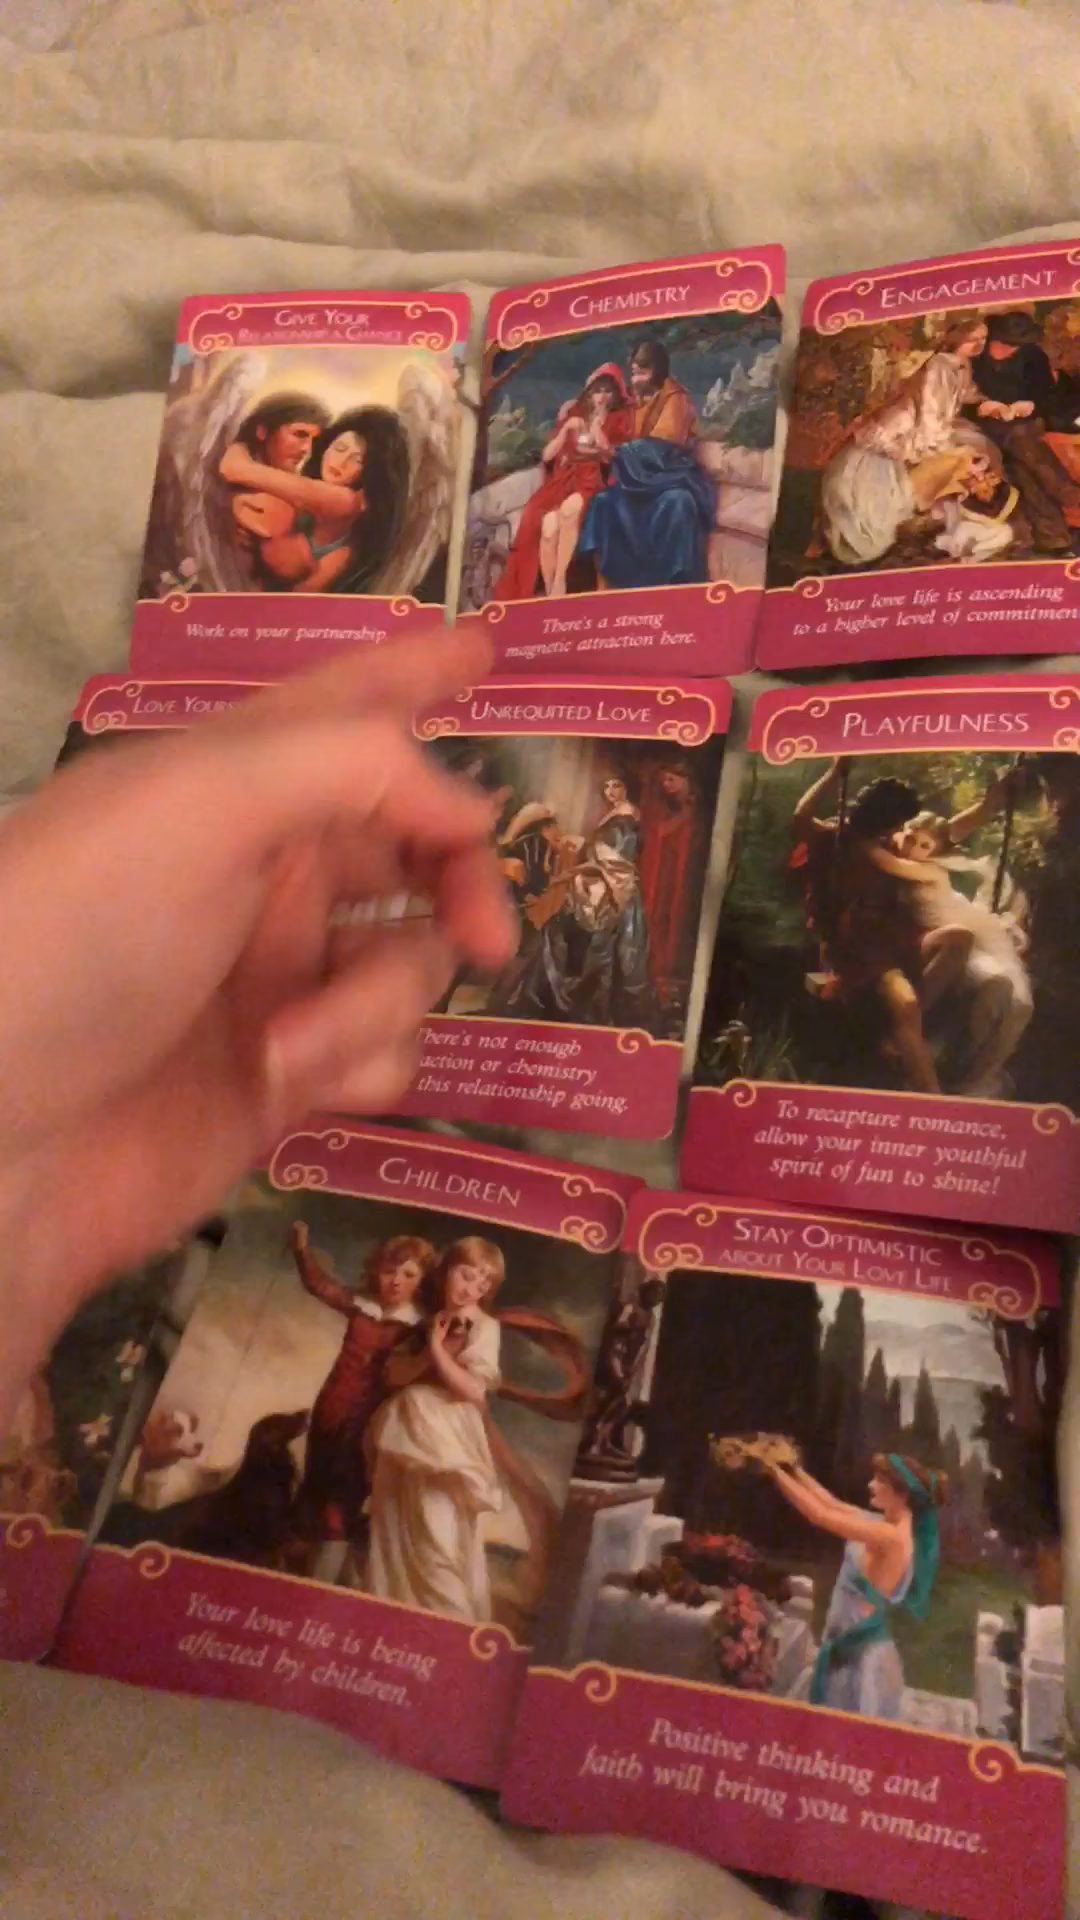 GIVE YOUR
RELATIONSHIP A CHANCE
Work on your partnership.
CHEMISTRY
There's a strong
magnetic attraction here.
ENGAGEMENT
Your love life is ascending
to a higher level of commitmen
LOVE YOURS
UNREQUITED LOVE
There's not enough
action or chemistry
this relationship going.
PLAYFULNESS
To recapture romance,
allow your inner youthful
spirit of fun to shine!
CHILDREN
Your love life is being
affected by children.
STAY OPTIMISTIC
ABOUT YOUR LOVE LIFE
Positive thinking and
faith will bring you romance.